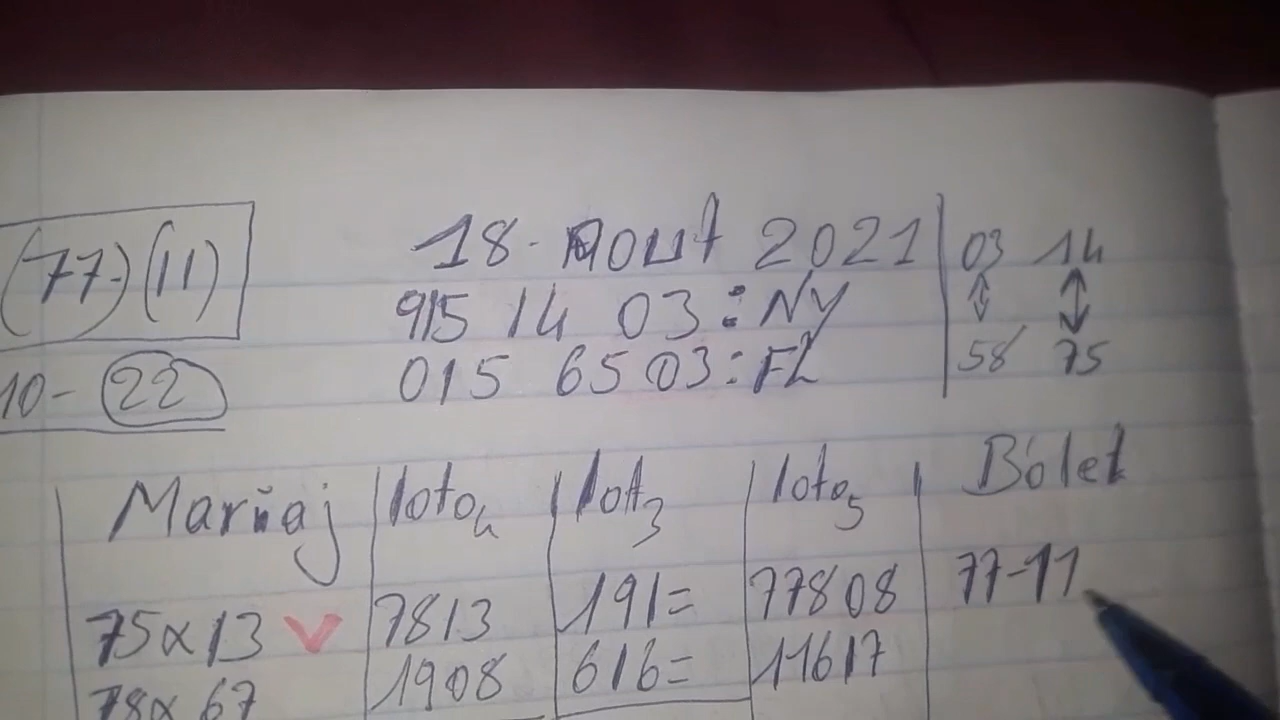 (77-)(11)
10-22
18-Aout 2021
915 14 03:NY
015 65 03:FL
03 14
58 75
Mariaj loto4 lot3 loto5 Bolet
75x13 V 7813 191= 77808 77-11
78x67 1908 616= 11617